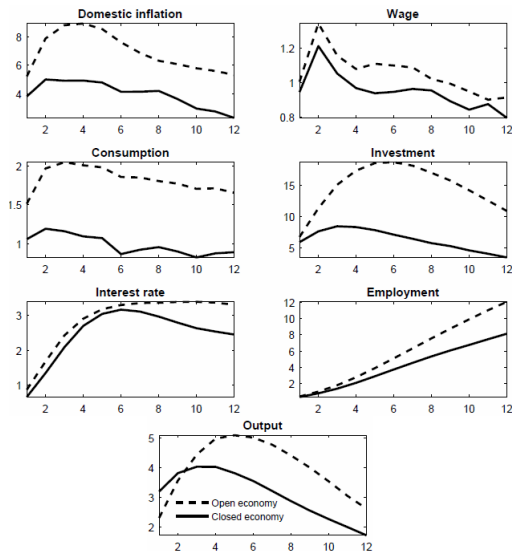 Domestic inflation
8
6
4
2 4 6 8 10 12
Wage
1.2
1
0.8
2 4 6 8 10 12
Consumption
2
1.5
1
2 4 6 8 10 12
Investment
15
10
5
2 4 6 8 10 12
Interest rate
3
2
1
2 4 6 8 10 12
Employment
12
10
8
6
4
2
2 4 6 8 10 12
Output
5
4
3
2
Open economy
Closed economy
2 4 6 8 10 12